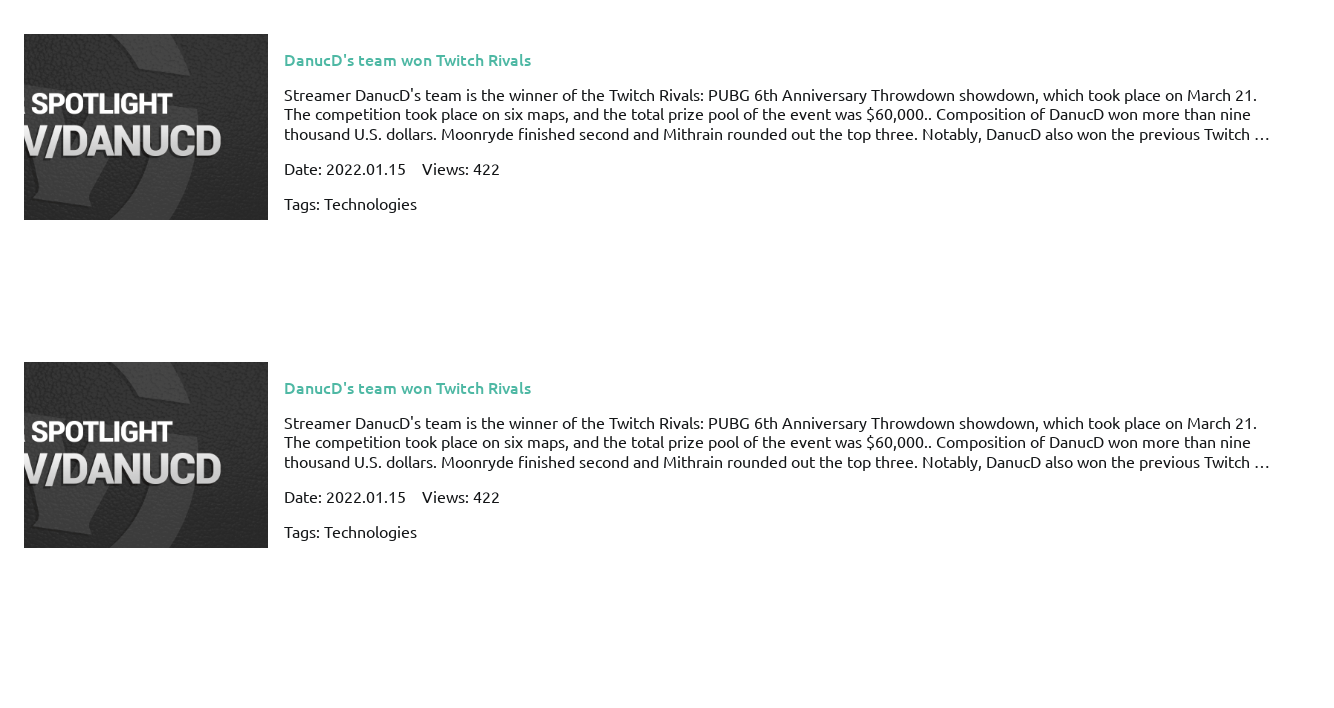 SPOTLIGHT
V/DANUCD
DanucD's team won Twitch Rivals
Streamer DanucD's team is the winner of the Twitch Rivals: PUBG 6th Anniversary Throwdown showdown, which took place on March 21.
The competition took place on six maps, and the total prize pool of the event was $60,000.. Composition of DanucD won more than nine
thousand U.S. dollars. Moonryde finished second and Mithrain rounded out the top three. Notably, DanucD also won the previous Twitch …
Date: 2022.01.15 Views: 422
Tags: Technologies
SPOTLIGHT
V/DANUCD
DanucD's team won Twitch Rivals
Streamer DanucD's team is the winner of the Twitch Rivals: PUBG 6th Anniversary Throwdown showdown, which took place on March 21.
The competition took place on six maps, and the total prize pool of the event was $60,000.. Composition of DanucD won more than nine
thousand U.S. dollars. Moonryde finished second and Mithrain rounded out the top three. Notably, DanucD also won the previous Twitch …
Date: 2022.01.15 Views: 422
Tags: Technologies